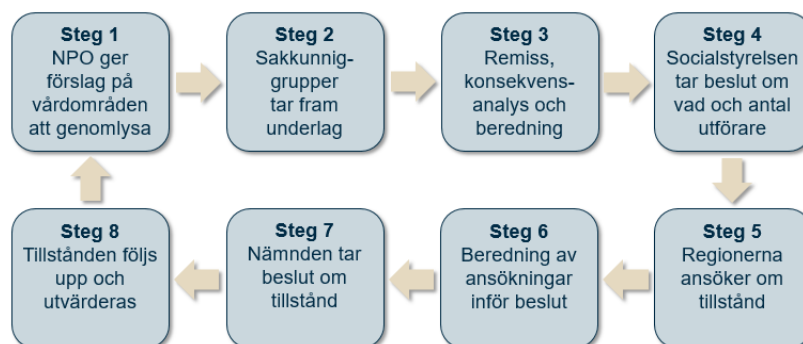 Steg 1
NPO ger
förslag på
vårdområden
att genomlysa
Steg 2
Sakkunnig-
grupper
tar fram
underlag
Steg 3
Remiss,
konsekvens-
analys och
beredning
Steg 4
Socialstyrelsen
tar beslut om
vad och antal
utförare
Steg 5
Regionerna
ansöker om
tillstånd
Steg 6
Beredning av
ansökningar
inför beslut
Steg 7
Nämnden tar
beslut om
tillstånd
Steg 8
Tillstånden följs
upp och
utvärderas